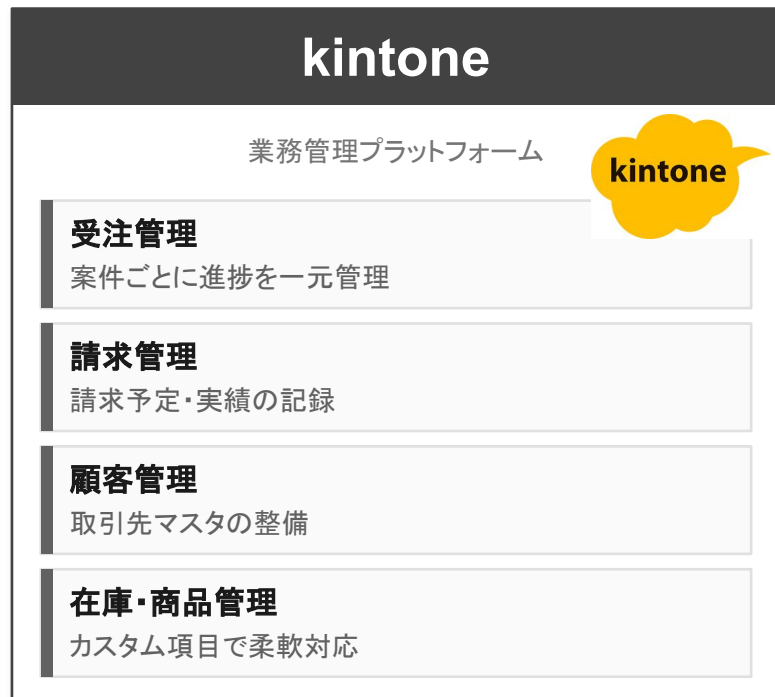 kintone
業務管理プラットフォーム
kintone
受注管理
案件ごとに進捗を一元管理
請求管理
請求予定・実績の記録
顧客管理
取引先マスタの整備
在庫・商品管理
カスタム項目で柔軟対応